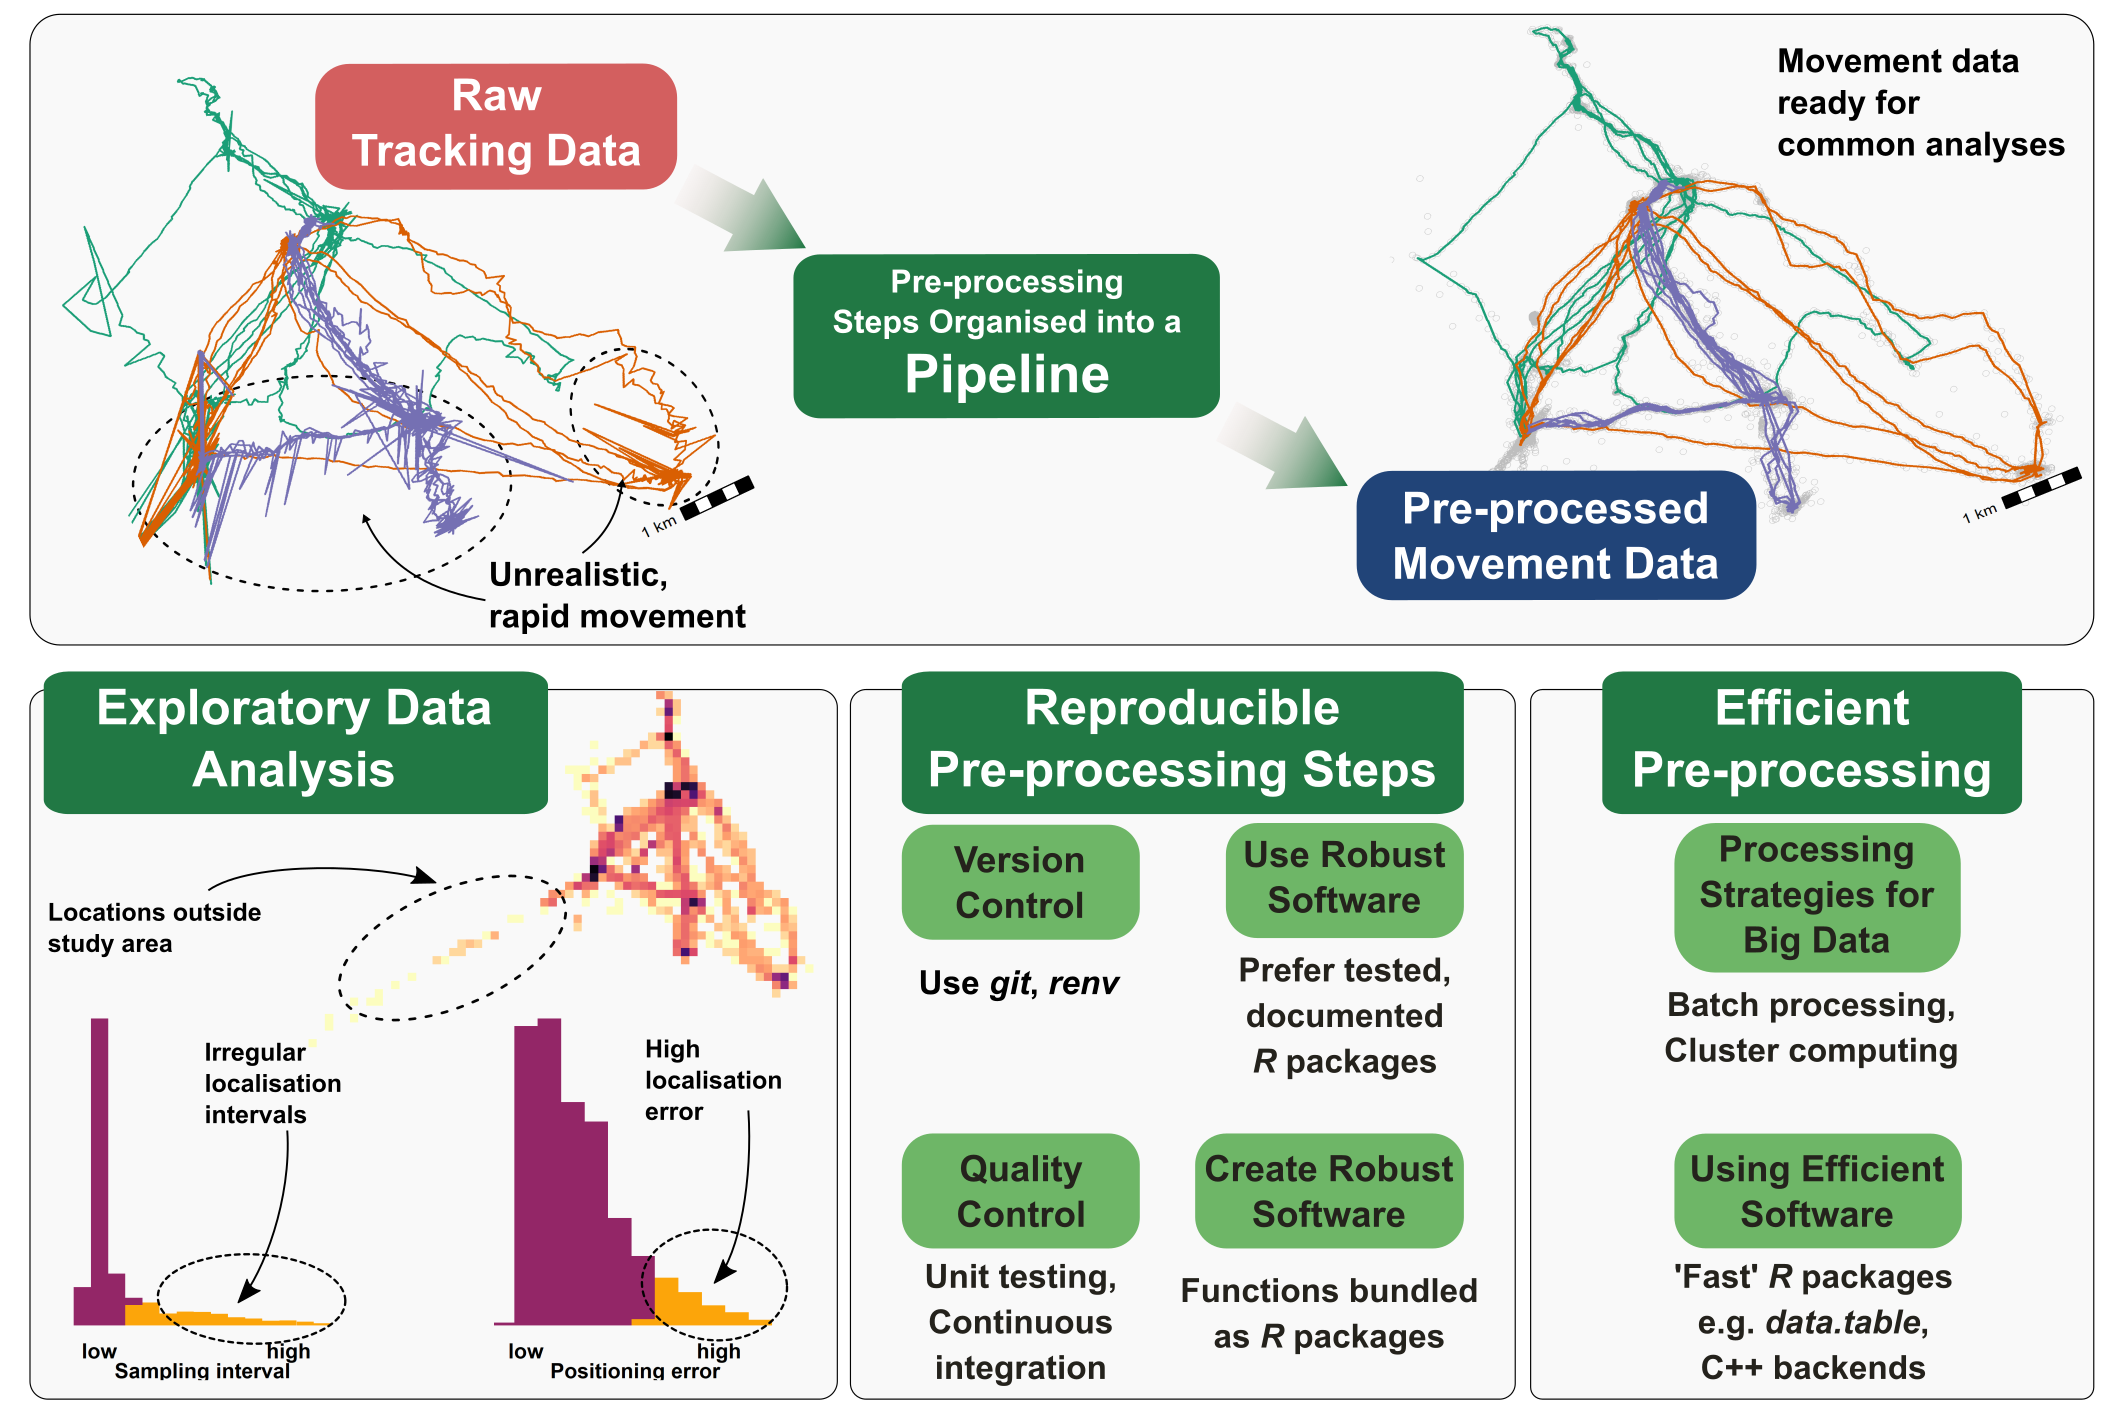 Raw
Tracking Data
Movement data
ready for
common analyses
Pre-processing
Steps Organised into a
Pipeline
1 km
Unrealistic,
rapid movement
Pre-processed
Movement Data
1 km
Exploratory Data
Analysis
Locations outside
study area
Irregular
localisation
intervals
High
localisation
error
low
high
Sampling interval
low
high
Positioning error
Reproducible
Pre-processing Steps
Version
Control
Use git, renv
Use Robust
Software
Prefer tested,
documented
R packages
Quality
Control
Unit testing,
Continuous
integration
Create Robust
Software
Functions bundled
as R packages
Efficient
Pre-processing
Processing
Strategies for
Big Data
Batch processing,
Cluster computing
Using Efficient
Software
'Fast' R packages
e.g. data.table,
C++ backends